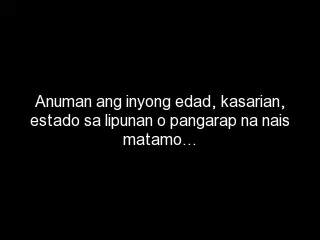 Anuman ang inyong edad, kasarian,
estado sa lipunan o pangarap na nais
matamo...